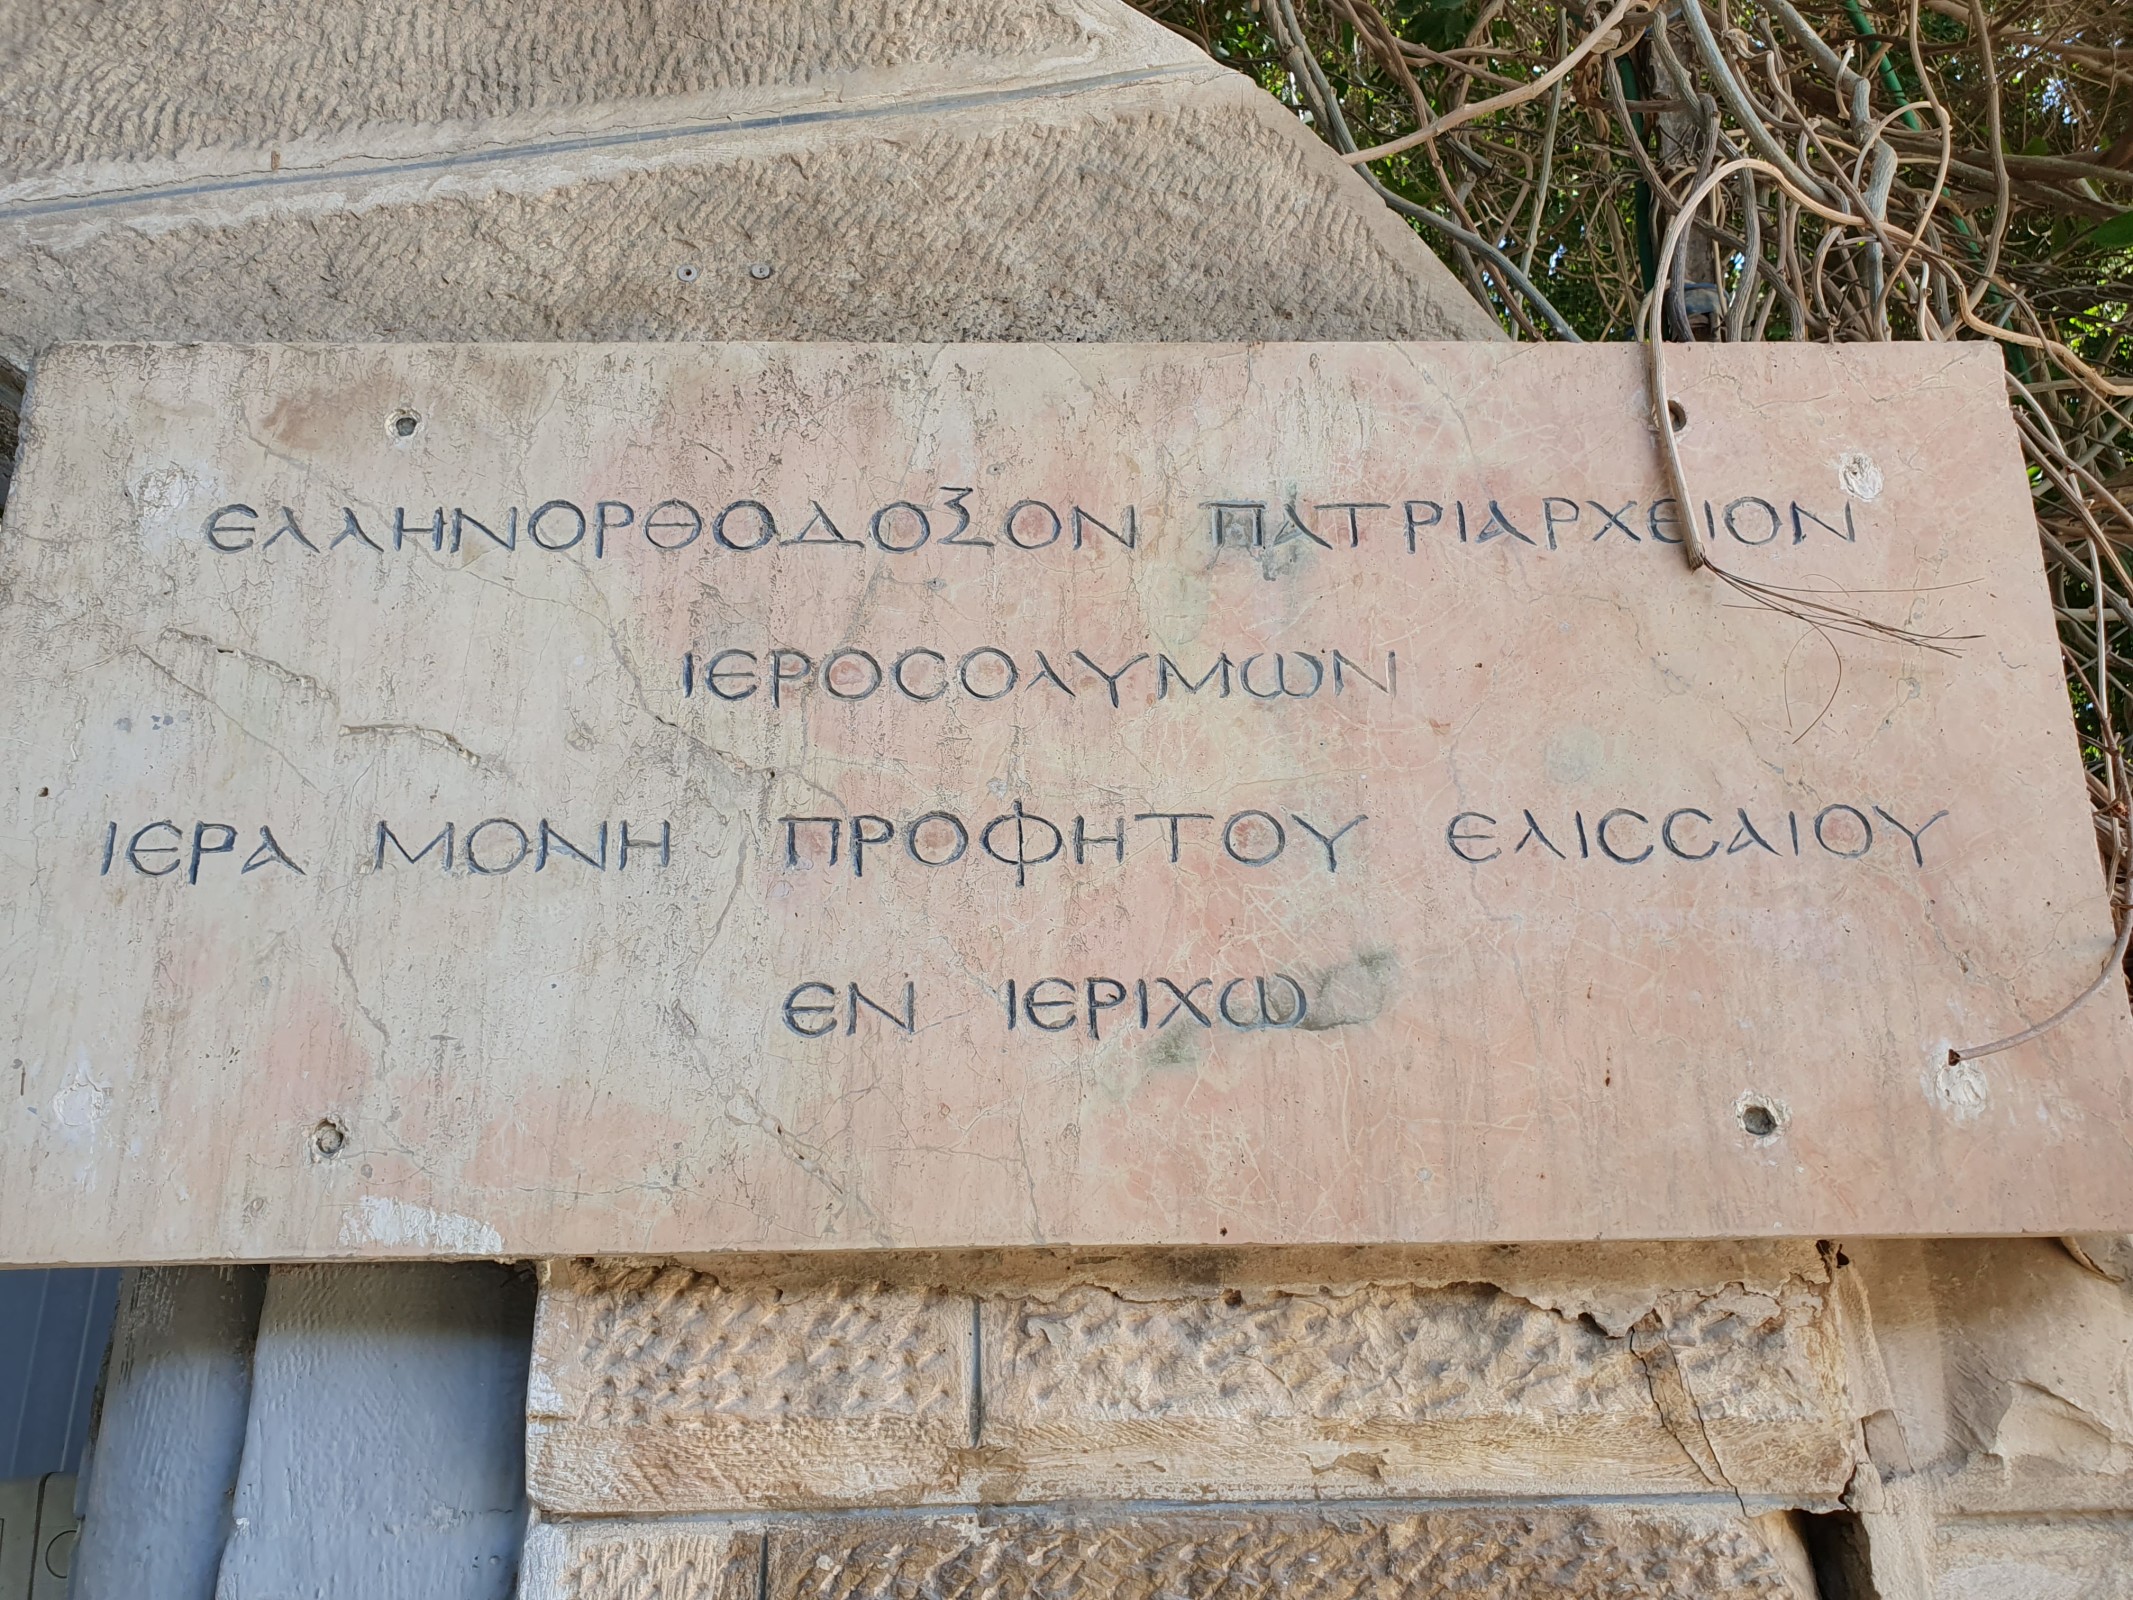 ΕΛΛΗΝΟΡΘΟΔΟΞΟΝ ΠΑΤΡΙΑΡΧΕΙΟΝ
ΙΕΡΟϹΟΛΥΜΩΝ
ΙΕΡΑ ΜΟΝΗ ΠΡΟΦΗΤΟΥ ΕΛΙϹϹΑΙΟΥ
ΕΝ ΙΕΡΙΧΩ